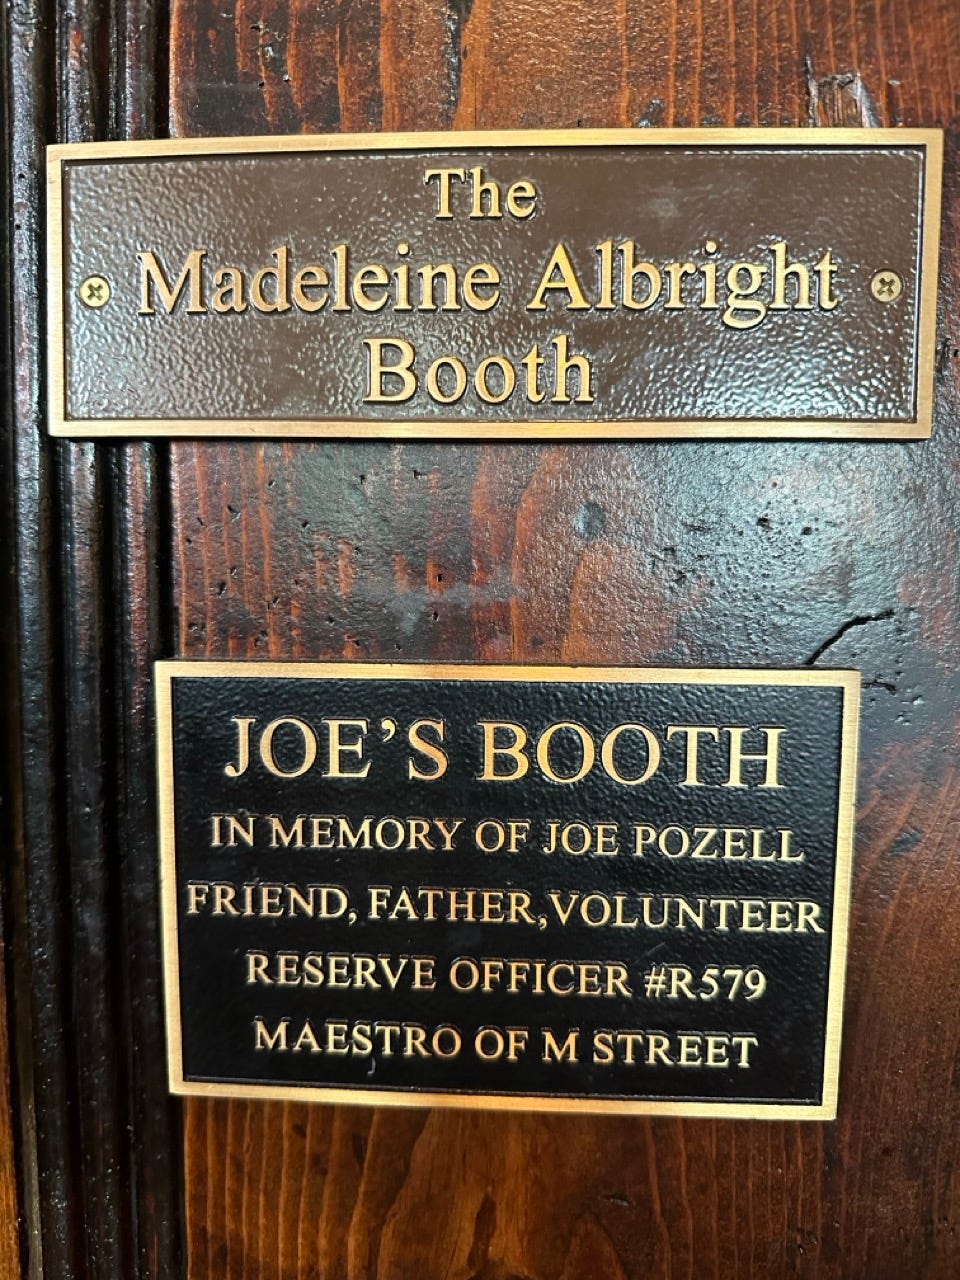 The
Madeleine Albright
Booth
JOE'S BOOTH
IN MEMORY OF JOE POZELL
FRIEND, FATHER,VOLUNTEER
RESERVE OFFICER #R579
MAESTRO OF M STREET